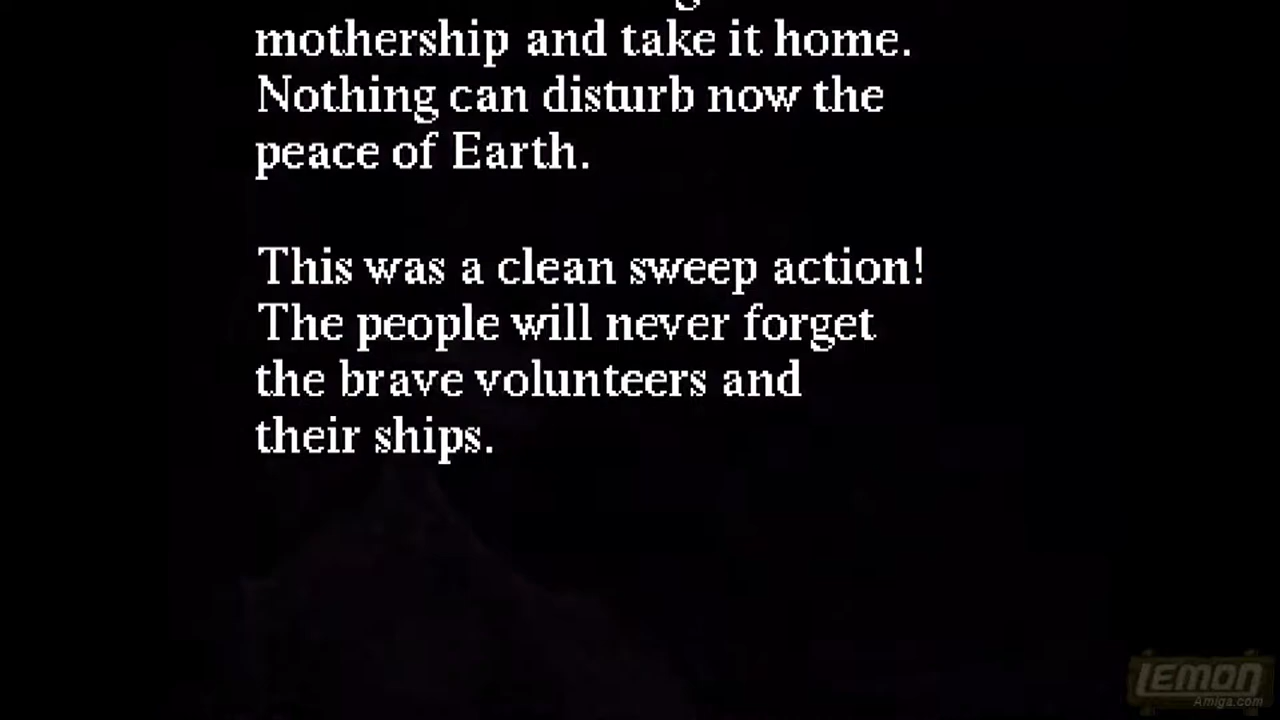 mothership and take it home.
Nothing can disturb now the
peace of Earth.
This was a clean sweep action!
The people will never forget
the brave volunteers and
their ships.
LEMON
Amiga.com